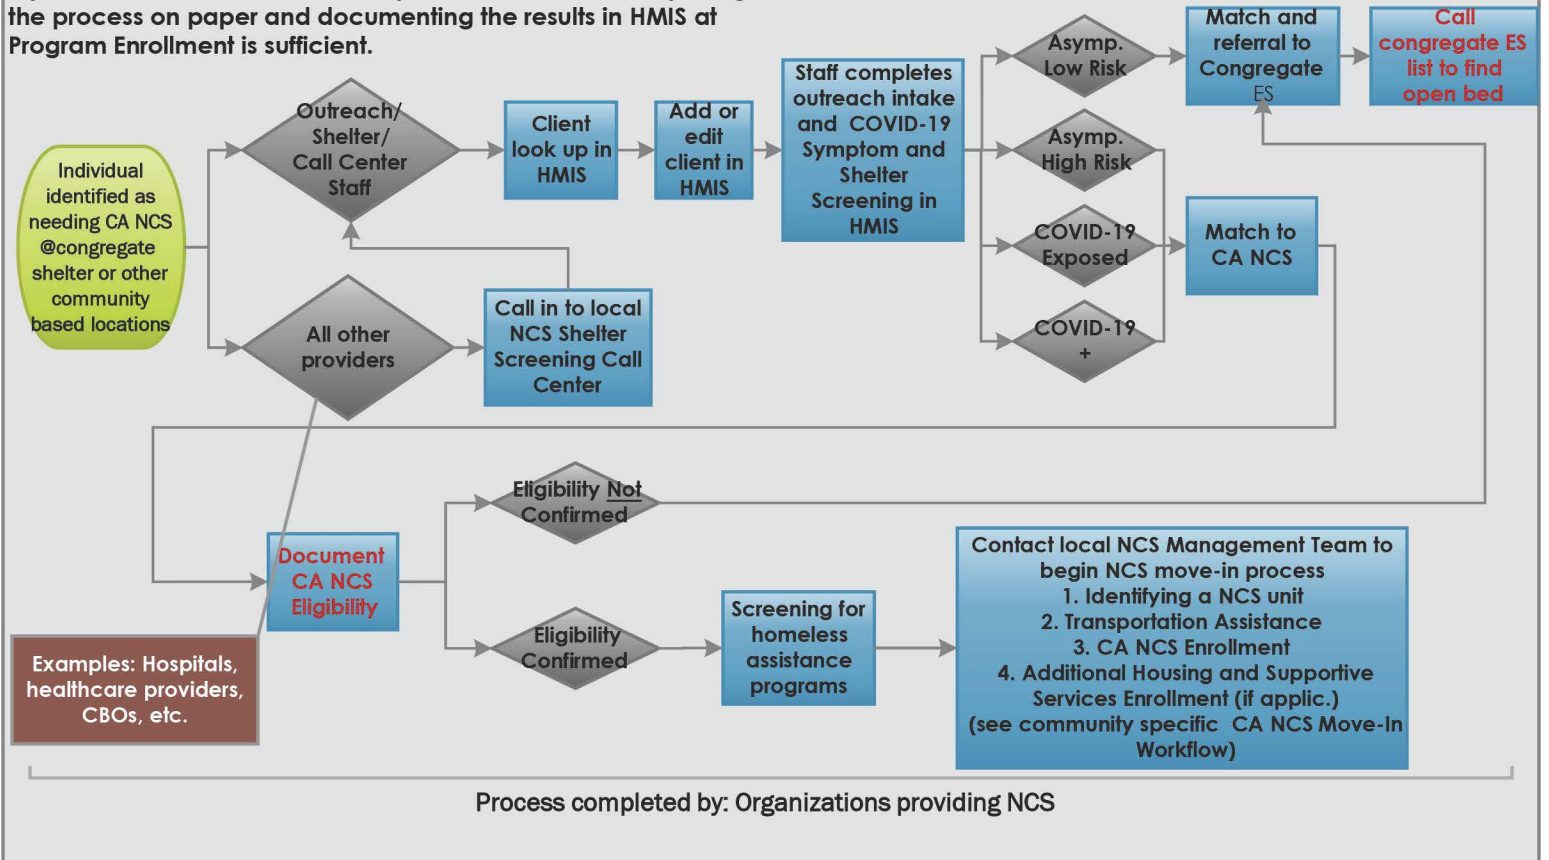 the process on paper and documenting the results in HMIS at
Program Enrollment is sufficient.
Individual
identified as
needing CA NCS
@congregate
shelter or other
community
based locations
Outreach/
Shelter/
Call Center
Staff
All other
providers
Client
look up in
HMIS
Add or
edit
client in
HMIS
Call in to local
NCS Shelter
Screening Call
Center
Staff completes
outreach intake
and COVID-19
Symptom and
Shelter
Screening in
HMIS
Asymp.
Low Risk
Asymp.
High Risk
COVID-19
Exposed
COVID-19
+
Match and
referral to
Congregate
ES
Call
congregate ES
list to find
open bed
Match to
CA NCS
Document
CA NCS
Eligibility
Eligibility Not
Confirmed
Eligibility
Confirmed
Screening for
homeless
assistance
programs
Contact local NCS Management Team to
begin NCS move-in process
1. Identifying a NCS unit
2. Transportation Assistance
3. CA NCS Enrollment
4. Additional Housing and Supportive
Services Enrollment (if applic.)
(see community specific CA NCS Move-In
Workflow)
Examples: Hospitals,
healthcare providers,
CBOs, etc.
Process completed by: Organizations providing NCS